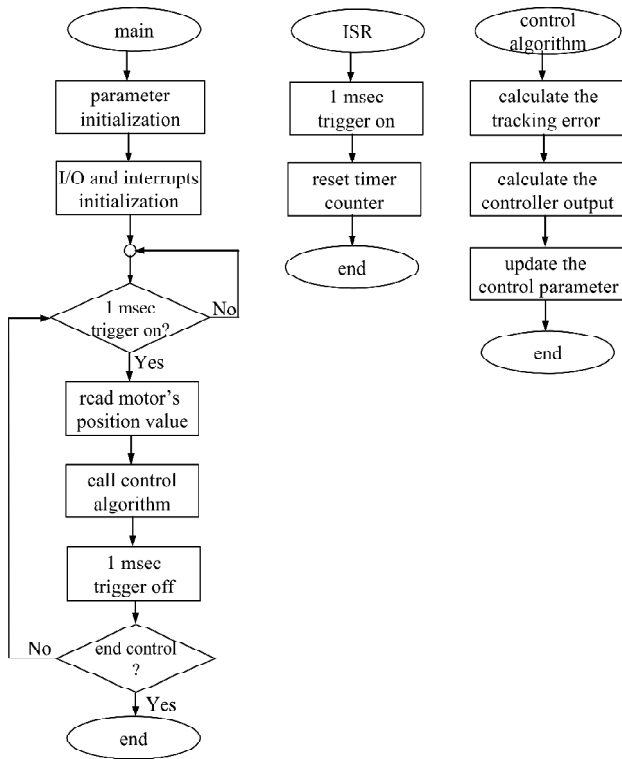 main
parameter
initialization
I/O and interrupts
initialization
1 msec
trigger on?
No
Yes
read motor's
position value
call control
algorithm
1 msec
trigger off
No
end control
?
Yes
end
ISR
1 msec
trigger on
reset timer
counter
end
control
algorithm
calculate the
tracking error
calculate the
controller output
update the
control parameter
end